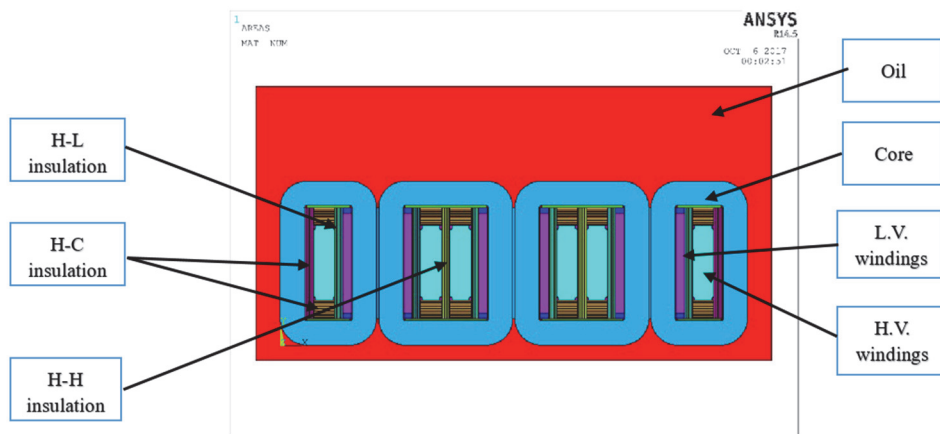 1
AREAS
MAT NUM
ANSYS
R14.5
OCT 6 2017
00:02:51
Oil
Core
L.V.
windings
H.V.
windings
H-L
insulation
H-C
insulation
H-H
insulation
X